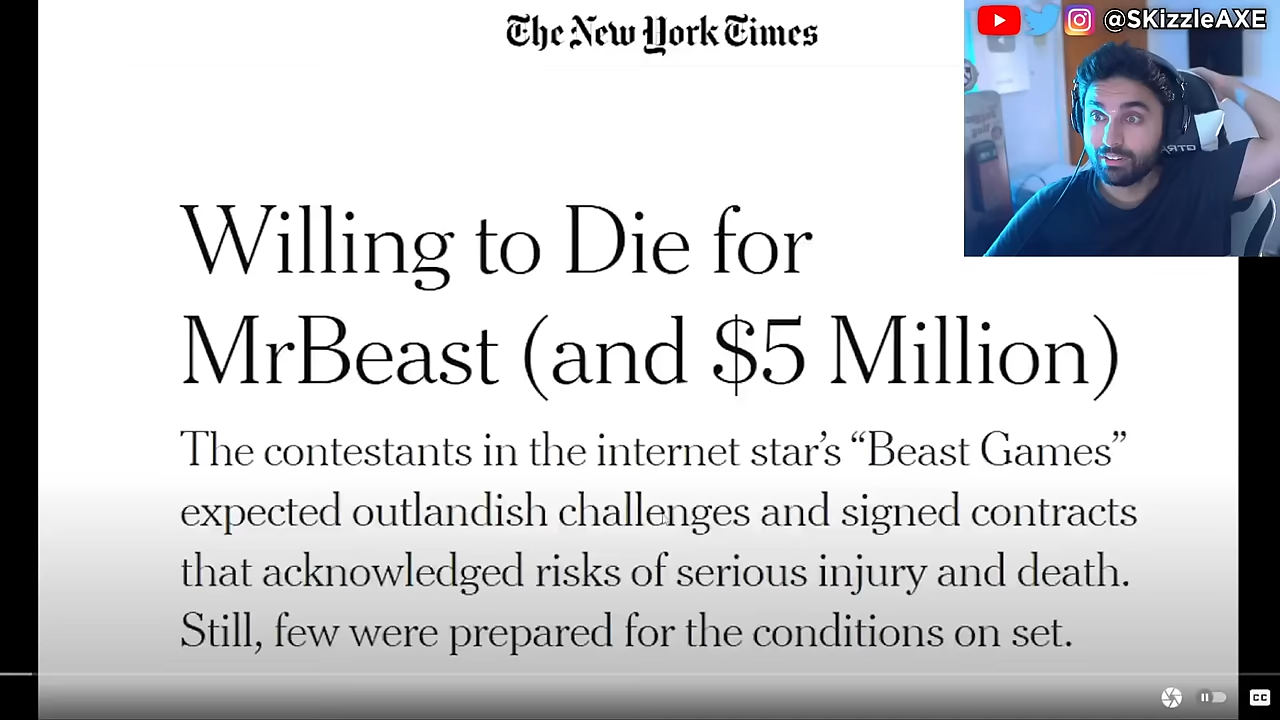 The New York Times
@SKizzleAXE
Willing to Die for
MrBeast (and $5 Million)
The contestants in the internet star’s “Beast Games”
expected outlandish challenges and signed contracts
that acknowledged risks of serious injury and death.
Still, few were prepared for the conditions on set.
CC